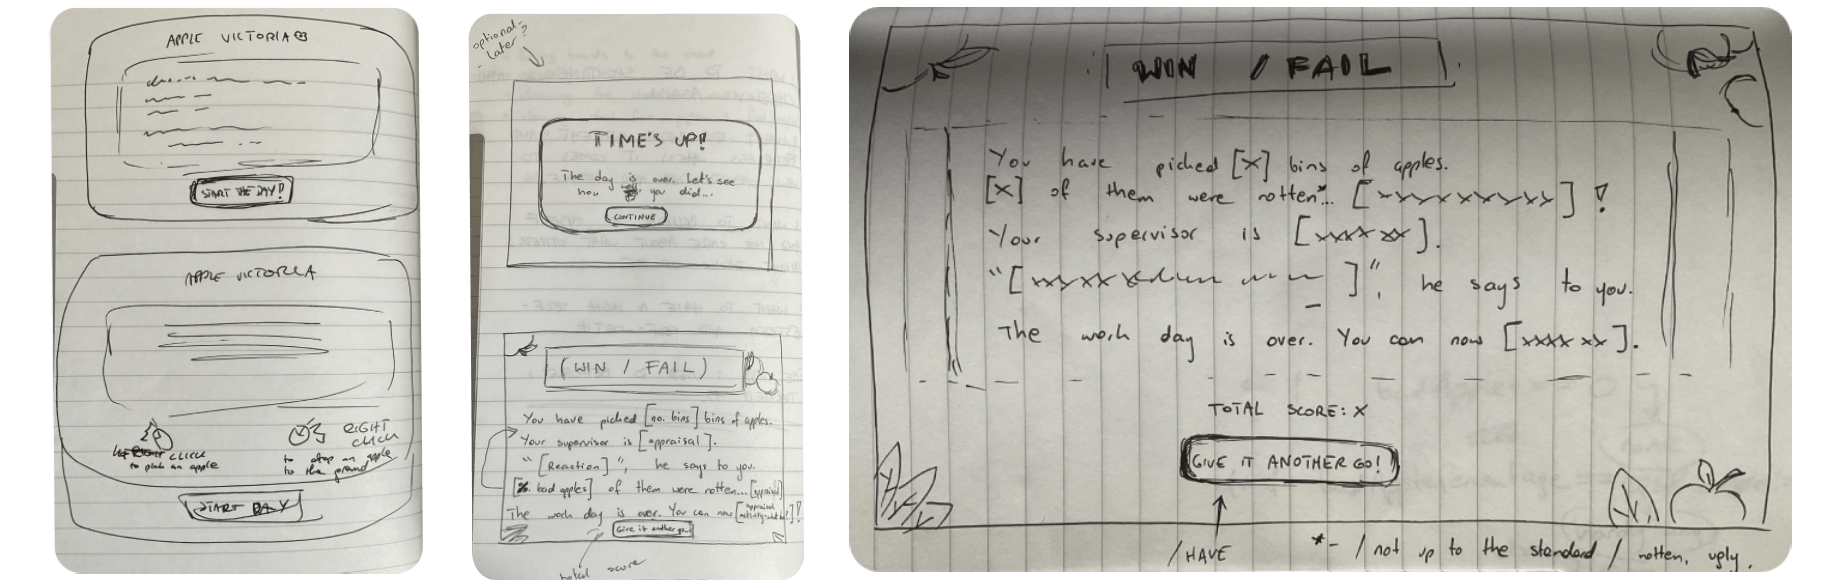 APPLE VICTORIA
START THE DAY!
APPLE VICTORIA
CLICK
to pick an apple
RIGHT
CLICK
to drop an apple
to the ground
START DAY
optional?
- later
TIME'S UP!
The day is over. Let's see
how you did...
CONTINUE
(WIN / FAIL)
You have picked [no. bins] bins of apples.
Your supervisor is [appraisal].
"[Reaction]", he says to you.
[%. bad apples] of them were rotten... [appraisal]
The work day is over. You can now [appraisal
Give it another go!
total score
WIN / FAIL
You have picked [X] bins of apples.
[X] of them were rotten*... [xxxxxxxxx]!
Your supervisor is [xxxxxx].
"[xxxxxx]", he says to you.
The work day is over. You can now [xxxx xx].
TOTAL SCORE: X
GIVE IT ANOTHER GO!
/HAVE
*- / not up to the standard / rotten, ugly.